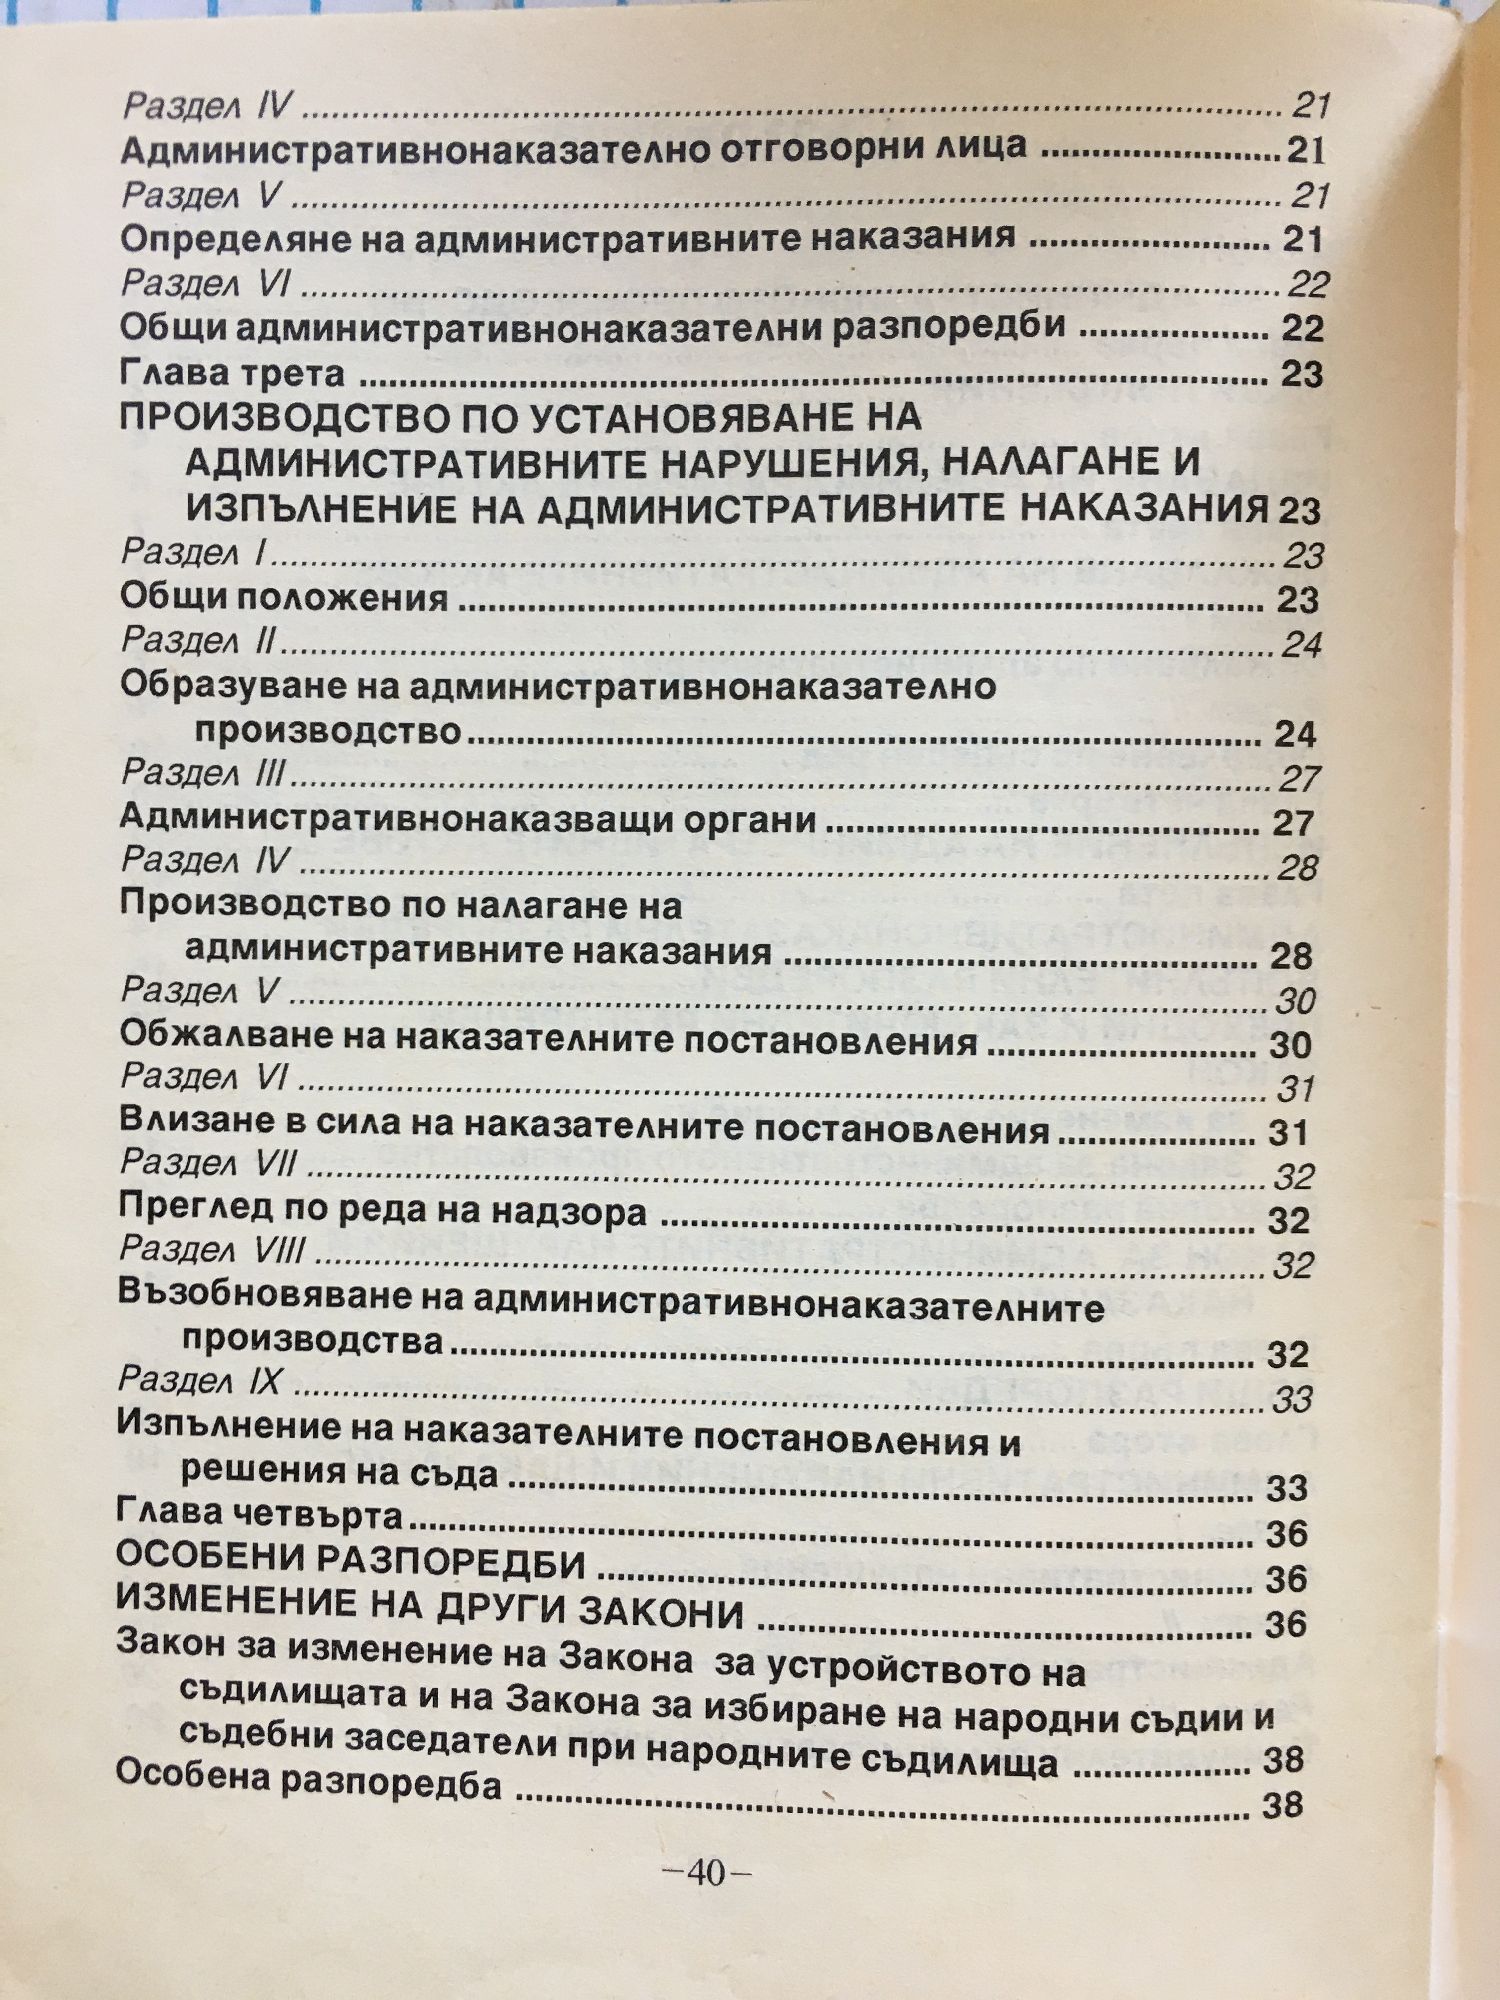 Раздел IV ........ 21
Административнонаказателно отговорни лица ........ 21
Раздел V ........ 21
Определяне на административните наказания ........ 21
Раздел VI ........ 22
Общи административнонаказателни разпоредби ........ 22
Глава трета ........ 23
ПРОИЗВОДСТВО ПО УСТАНОВЯВАНЕ НА
АДМИНИСТРАТИВНИТЕ НАРУШЕНИЯ, НАЛАГАНЕ И
ИЗПЪЛНЕНИЕ НА АДМИНИСТРАТИВНИТЕ НАКАЗАНИЯ 23
Раздел I ........ 23
Общи положения ........ 23
Раздел II ........ 24
Образуване на административнонаказателно
производство ........ 24
Раздел III ........ 27
Административнонаказващи органи ........ 27
Раздел IV ........ 28
Производство по налагане на
административните наказания ........ 28
Раздел V ........ 30
Обжалване на наказателните постановления ........ 30
Раздел VI ........ 31
Влизане в сила на наказателните постановления ........ 31
Раздел VII ........ 32
Преглед по реда на надзора ........ 32
Раздел VIII ........ 32
Възобновяване на административнонаказателните
производства ........ 32
Раздел IX ........ 33
Изпълнение на наказателните постановления и
решения на съда ........ 33
Глава четвърта ........ 36
ОСОБЕНИ РАЗПОРЕДБИ ........ 36
ИЗМЕНЕНИЕ НА ДРУГИ ЗАКОНИ ........ 36
Закон за изменение на Закона за устройството на
съдилищата и на Закона за избиране на народни съдии и
съдебни заседатели при народните съдилища ........ 38
Особена разпоредба ........ 38
–40–